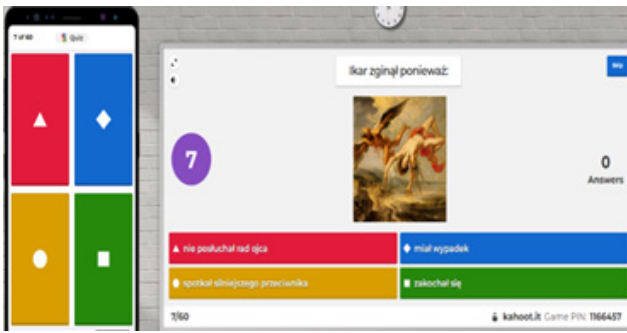 7 of 60
Quiz
Ikar zginął ponieważ:
Skip
7
0
Answers
nie posłuchał rad ojca
miał wypadek
spotkał silniejszego przeciwnika
zakochał się
7/60
kahoot.it Game PIN: 1166457